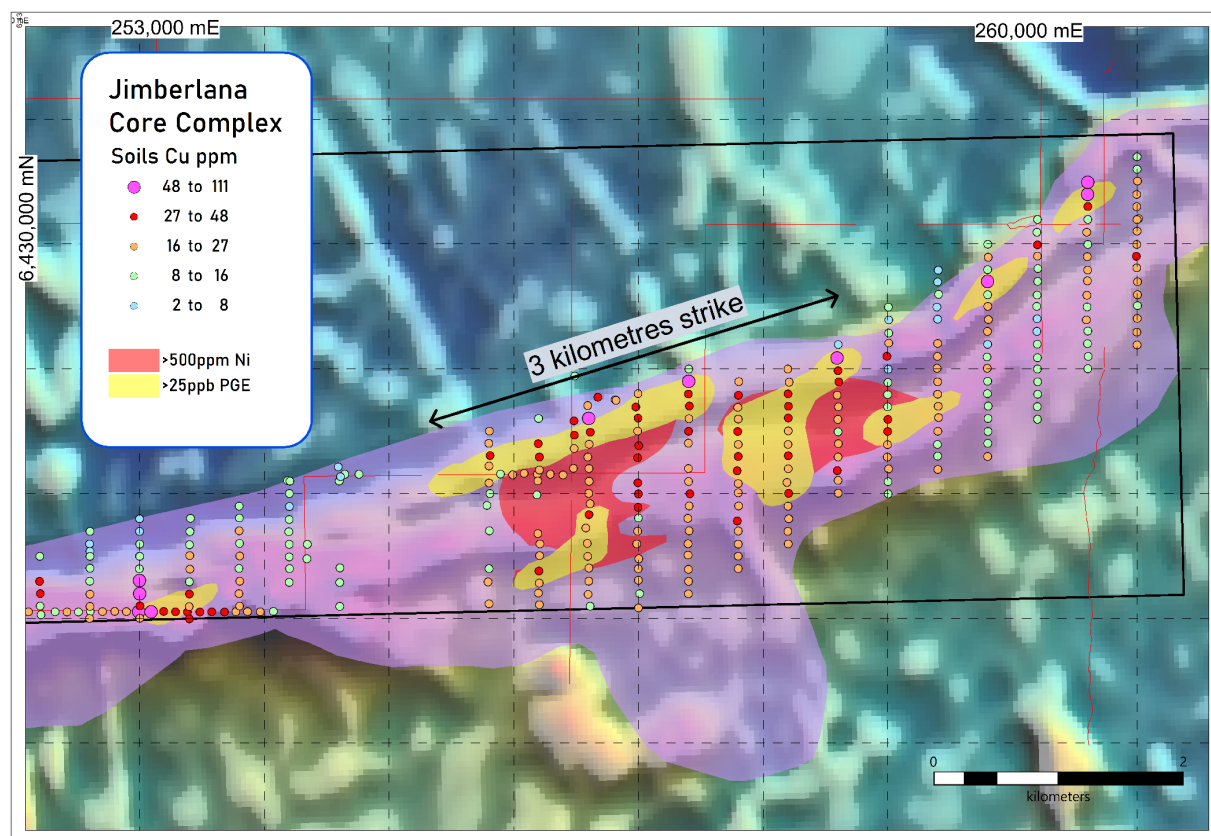 253,000 mE
260,000 mE
6,430,000 mN
Jimberlana
Core Complex
Soils Cu ppm
48 to 111
27 to 48
16 to 27
8 to 16
2 to 8
>500ppm Ni
>25ppb PGE
3 kilometres strike
0 2
kilometers